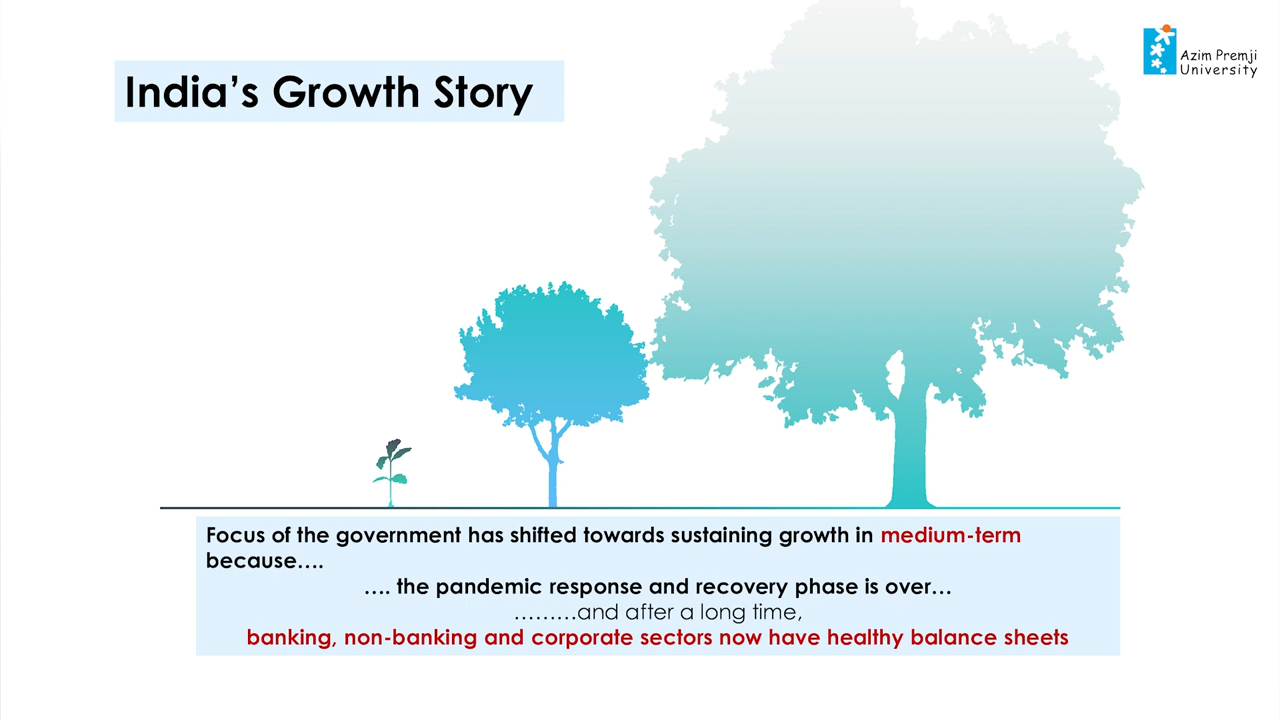 Azim Premji
University
India’s Growth Story
Focus of the government has shifted towards sustaining growth in medium-term
because….
…. the pandemic response and recovery phase is over…
………and after a long time,
banking, non-banking and corporate sectors now have healthy balance sheets